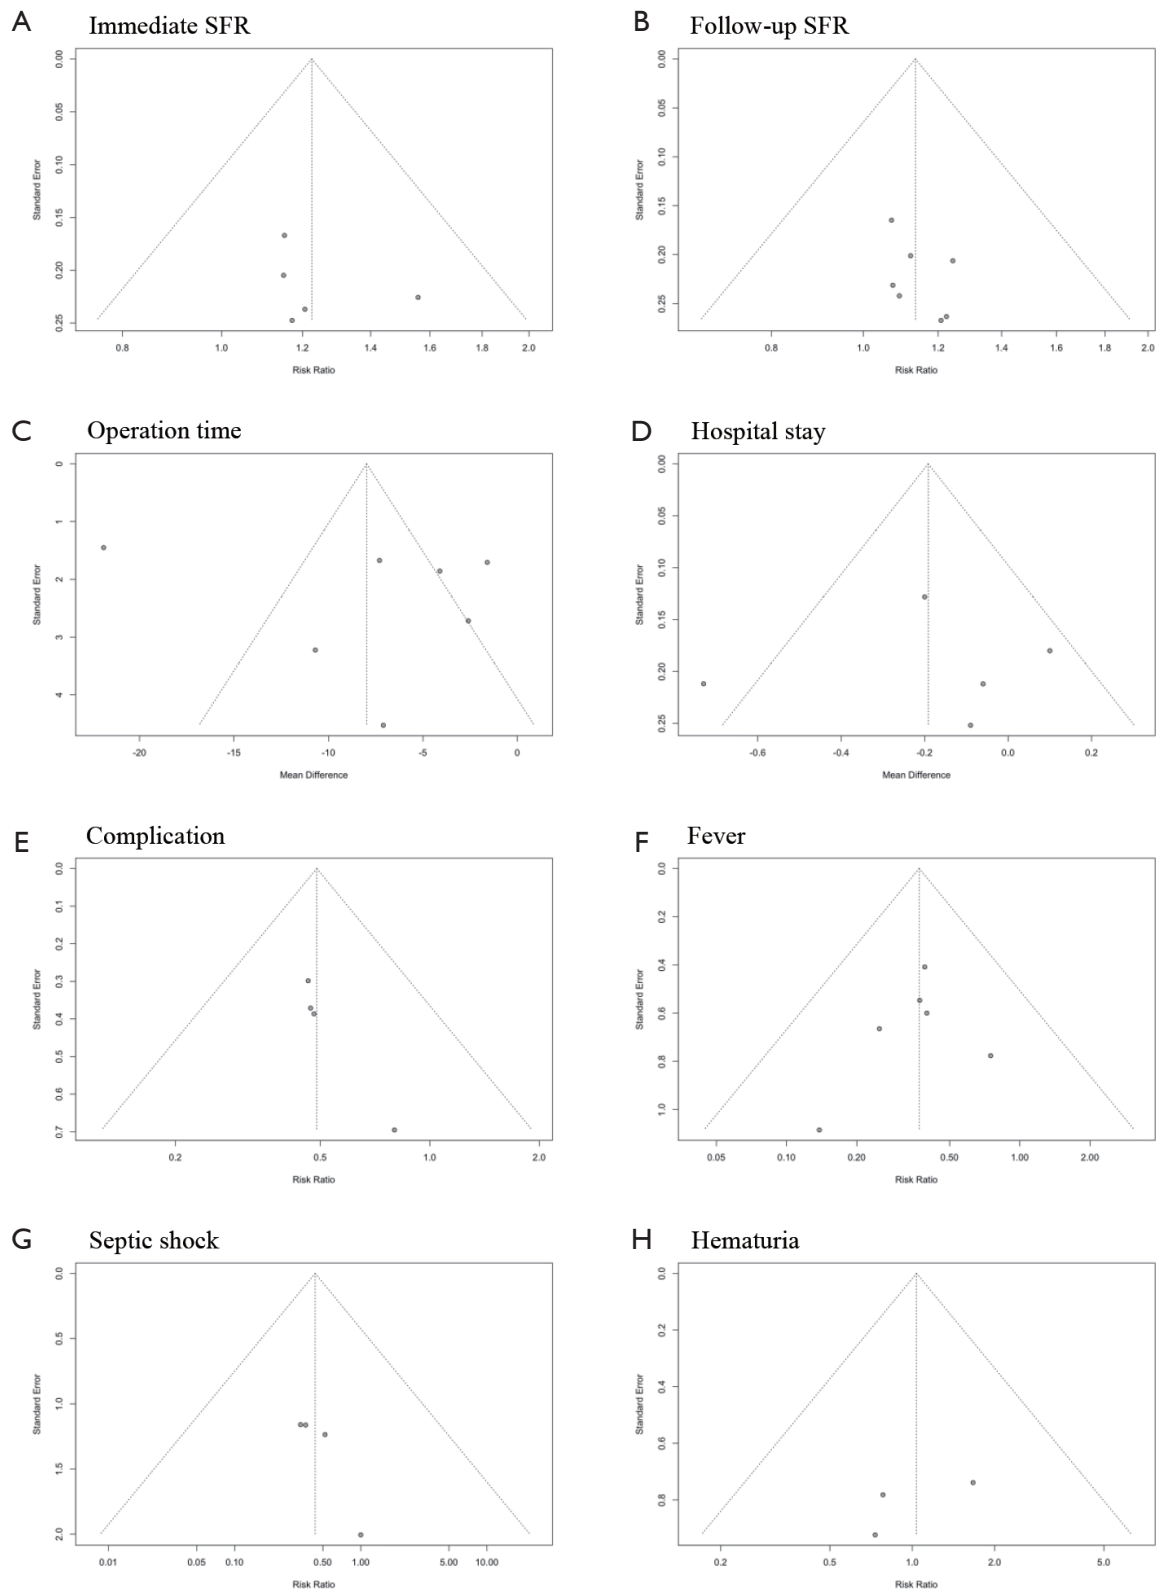 A Immediate SFR
0.00
0.05
0.10
0.15
0.20
0.25
Standard Error
0.8 1.0 1.2 1.4 1.6 1.8 2.0
Risk Ratio
B Follow-up SFR
0.00
0.05
0.10
0.15
0.20
0.25
Standard Error
0.8 1.0 1.2 1.4 1.6 1.8 2.0
Risk Ratio
C Operation time
0
1
2
3
4
Standard Error
-20 -15 -10 -5 0
Mean Difference
D Hospital stay
0.00
0.05
0.10
0.15
0.20
0.25
Standard Error
-0.6 -0.4 -0.2 0.0 0.2
Mean Difference
E Complication
0.0
0.1
0.2
0.3
0.4
0.5
0.6
0.7
Standard Error
0.2 0.5 1.0 2.0
Risk Ratio
F Fever
0.0
0.2
0.4
0.6
0.8
1.0
Standard Error
0.05 0.10 0.20 0.50 1.00 2.00
Risk Ratio
G Septic shock
0.0
0.5
1.0
1.5
2.0
Standard Error
0.01 0.05 0.10 0.50 1.00 5.00 10.00
Risk Ratio
H Hematuria
0.0
0.2
0.4
0.6
0.8
Standard Error
0.2 0.5 1.0 2.0 5.0
Risk Ratio